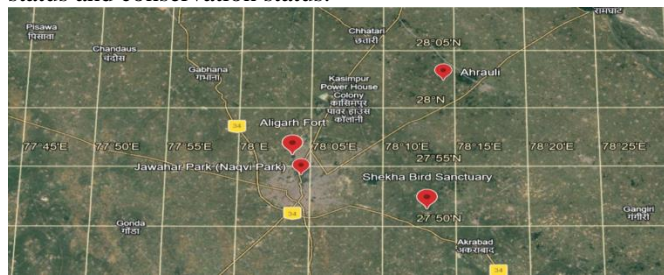 status and conservation status.
रामघाट
Pisawa
पिसावा
Chhatari
छतारी
28°05'N
Chandaus
चंदौस
Gabhana
गभाना
Ahrauli
Kasimpur
Power House
Colony
कासिमपुर
पावर हाउस
कॉलोनी
28°N
34
Aligarh Fort
77°45'E 77°50'E 77°55'E 78°E 78°05'E 78°10'E 78°15'E 78°20'E 78°25'E
27°55'N
Jawahar Park (Naqvi Park)
Shekha Bird Sanctuary
34
27°50'N
Gonda
गोंडा
Gangiri
गंगीरी
Akrabad
अकराबाद
34